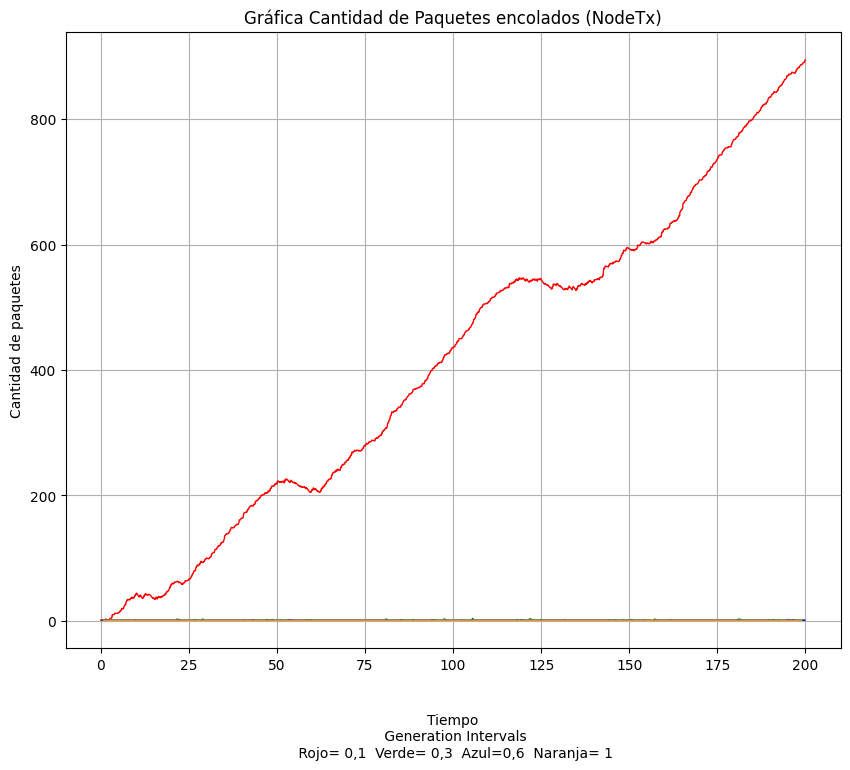 Gráfica Cantidad de Paquetes encolados (NodeTx)
Cantidad de paquetes
800
600
400
200
0
0 25 50 75 100 125 150 175 200
Tiempo
Generation Intervals
Rojo= 0,1 Verde= 0,3 Azul=0,6 Naranja= 1